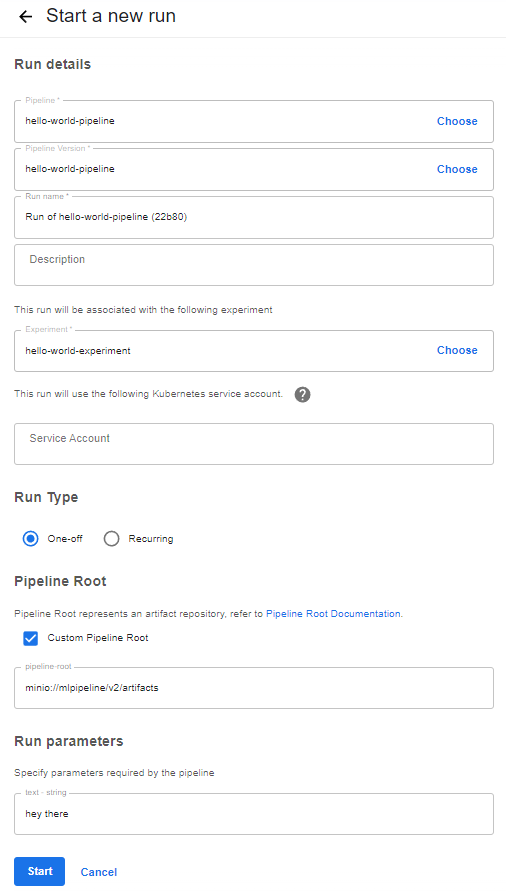 Start a new run
Run details
Pipeline *
hello-world-pipeline
Choose
Pipeline Version *
hello-world-pipeline
Choose
Run name *
Run of hello-world-pipeline (22b80)
Description
This run will be associated with the following experiment
Experiment *
hello-world-experiment
Choose
This run will use the following Kubernetes service account. ?
Service Account
Run Type
One-off Recurring
Pipeline Root
Pipeline Root represents an artifact repository, refer to Pipeline Root Documentation.
Custom Pipeline Root
pipeline-root
minio://mlpipeline/v2/artifacts
Run parameters
Specify parameters required by the pipeline
text - string
hey there
Start Cancel